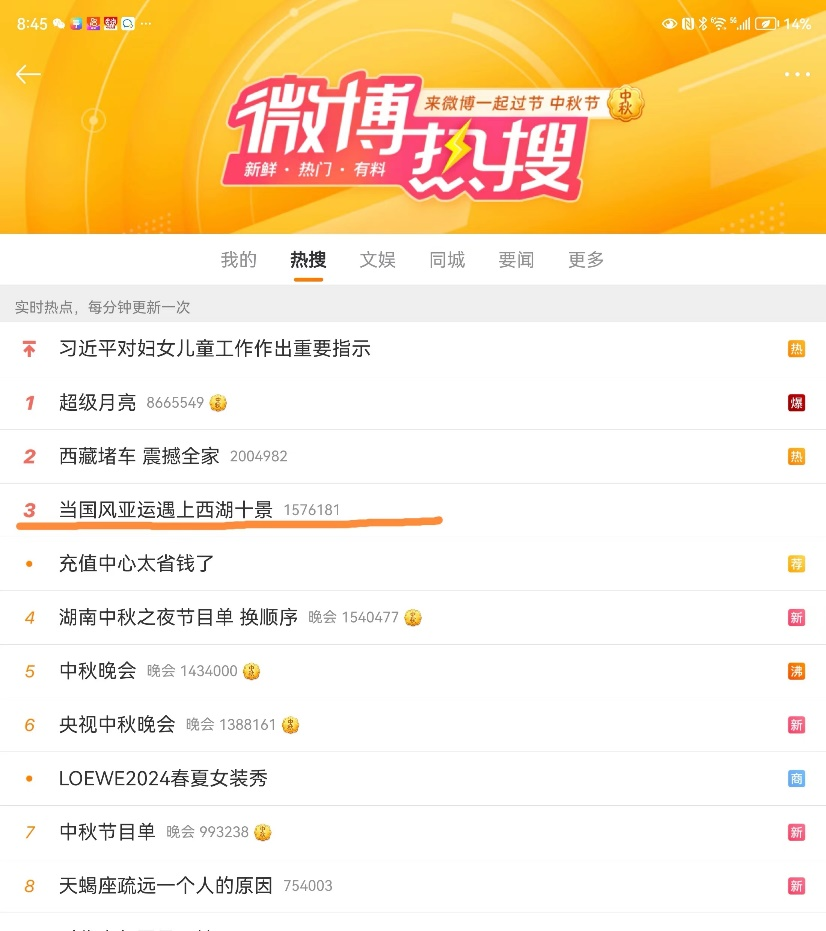 8:45 14%
微博热搜
来微博一起过节 中秋节
中秋
新鲜·热门·有料
我的 热搜 文娱 同城 要闻 更多
实时热点，每分钟更新一次
习近平对妇女儿童工作作出重要指示 热
1 超级月亮 8665549 爆
2 西藏堵车 震撼全家 2004982 热
3 当国风亚运遇上西湖十景 1576181
充值中心太省钱了 荐
4 湖南中秋之夜节目单 换顺序 晚会 1540477 新
5 中秋晚会 晚会 1434000 沸
6 央视中秋晚会 晚会 1388161 新
LOEWE2024春夏女装秀 商
7 中秋节目单 晚会 993238 新
8 天蝎座疏远一个人的原因 754003 新